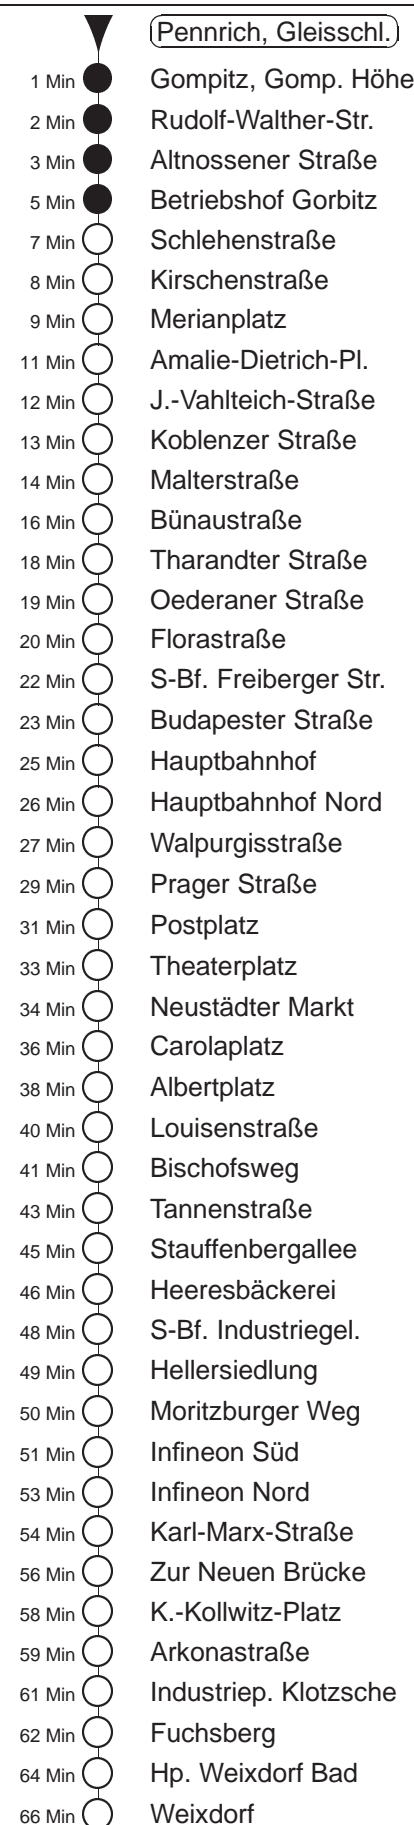 Pennrich, Gleisschl.
1 Min Gompitz, Gomp. Höhe
2 Min Rudolf-Walther-Str.
3 Min Altnossener Straße
5 Min Betriebshof Gorbitz
7 Min Schlehenstraße
8 Min Kirschenstraße
9 Min Merianplatz
11 Min Amalie-Dietrich-Pl.
12 Min J.-Vahlteich-Straße
13 Min Koblenzer Straße
14 Min Malterstraße
16 Min Bünaustraße
18 Min Tharandter Straße
19 Min Oederaner Straße
20 Min Florastraße
22 Min S-Bf. Freiberger Str.
23 Min Budapester Straße
25 Min Hauptbahnhof
26 Min Hauptbahnhof Nord
27 Min Walpurgisstraße
29 Min Prager Straße
31 Min Postplatz
33 Min Theaterplatz
34 Min Neustädter Markt
36 Min Carolaplatz
38 Min Albertplatz
40 Min Louisenstraße
41 Min Bischofsweg
43 Min Tannenstraße
45 Min Stauffenbergallee
46 Min Heeresbäckerei
48 Min S-Bf. Industriegel.
49 Min Hellersiedlung
50 Min Moritzburger Weg
51 Min Infineon Süd
53 Min Infineon Nord
54 Min Karl-Marx-Straße
56 Min Zur Neuen Brücke
58 Min K.-Kollwitz-Platz
59 Min Arkonastraße
61 Min Industriep. Klotzsche
62 Min Fuchsberg
64 Min Hp. Weixdorf Bad
66 Min Weixdorf